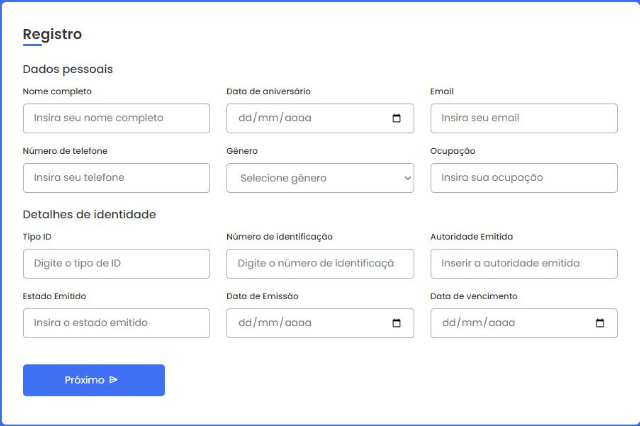 Registro
Dados pessoais
Nome completo
Data de aniversário
Email
Insira seu nome completo
dd/mm/aaaa
Insira seu email
Número de telefone
Gênero
Ocupação
Insira seu telefone
Selecione gênero
Insira sua ocupação
Detalhes de identidade
Tipo ID
Número de identificação
Autoridade Emitida
Digite o tipo de ID
Digite o número de identificaçã
Inserir a autoridade emitida
Estado Emitido
Data de Emissão
Data de vencimento
Insira o estado emitido
dd/mm/aaaa
dd/mm/aaaa
Próximo